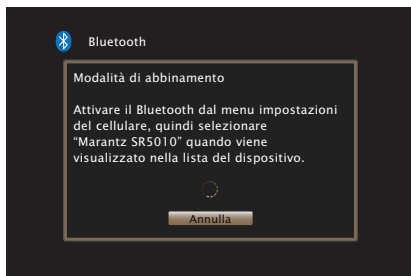 Bluetooth
Modalità di abbinamento
Attivare il Bluetooth dal menu impostazioni
del cellulare, quindi selezionare
“Marantz SR5010” quando viene
visualizzato nella lista del dispositivo.
Annulla